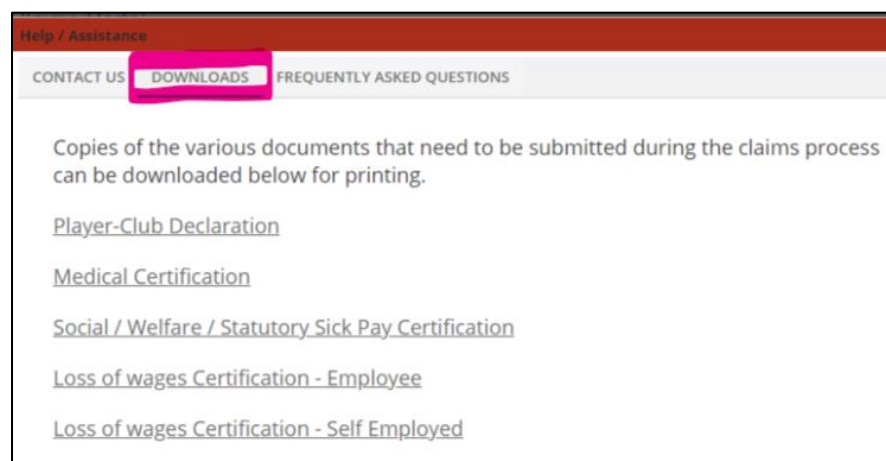 Help / Assistance
CONTACT US DOWNLOADS FREQUENTLY ASKED QUESTIONS
Copies of the various documents that need to be submitted during the claims process
can be downloaded below for printing.
Player-Club Declaration
Medical Certification
Social / Welfare / Statutory Sick Pay Certification
Loss of wages Certification - Employee
Loss of wages Certification - Self Employed